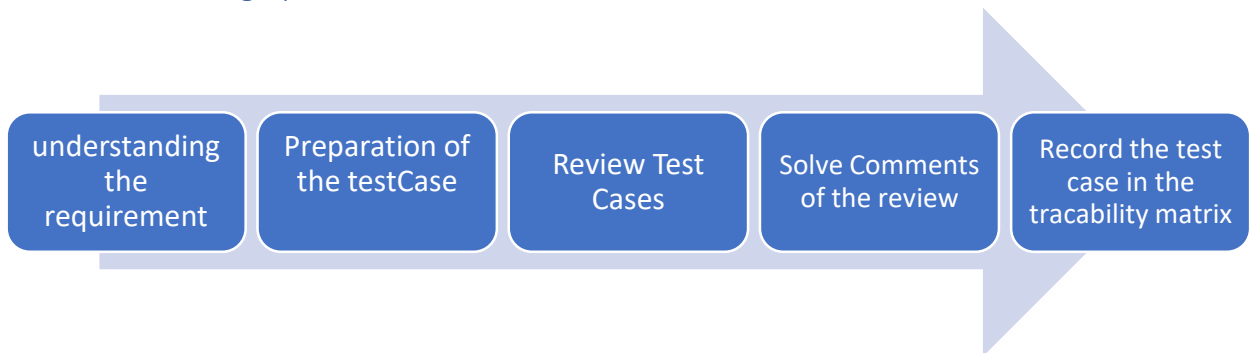 understanding
the
requirement
Preparation of
the testCase
Review Test
Cases
Solve Comments
of the review
Record the test
case in the
tracability matrix